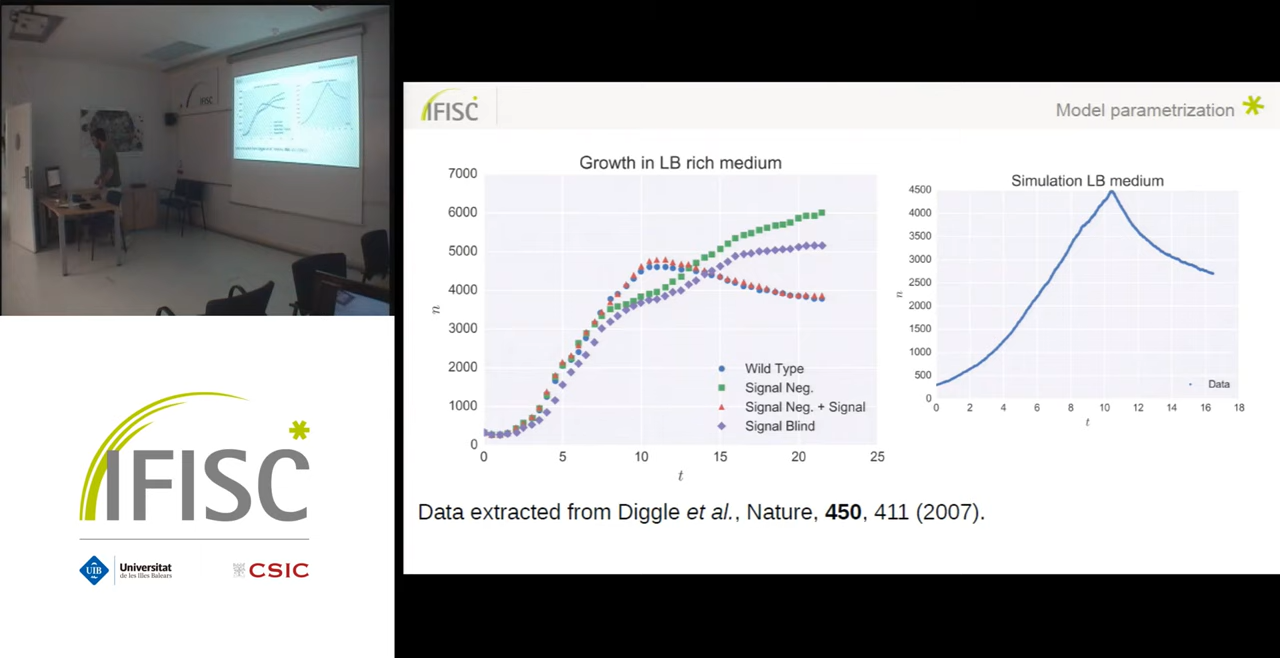 IFISC
Model parametrization
Growth in LB rich medium
7000
6000
5000
4000
3000
2000
1000
0
n
0 5 10 15 20 25
t
Wild Type
Signal Neg.
Signal Neg. + Signal
Signal Blind
Simulation LB medium
4500
4000
3500
3000
2500
2000
1500
1000
500
0
n
0 2 4 6 8 10 12 14 16 18
t
Data
Data extracted from Diggle et al., Nature, 450, 411 (2007).
IFISC
UIB
Universitat
de les Illes Balears
CSIC
IFISC